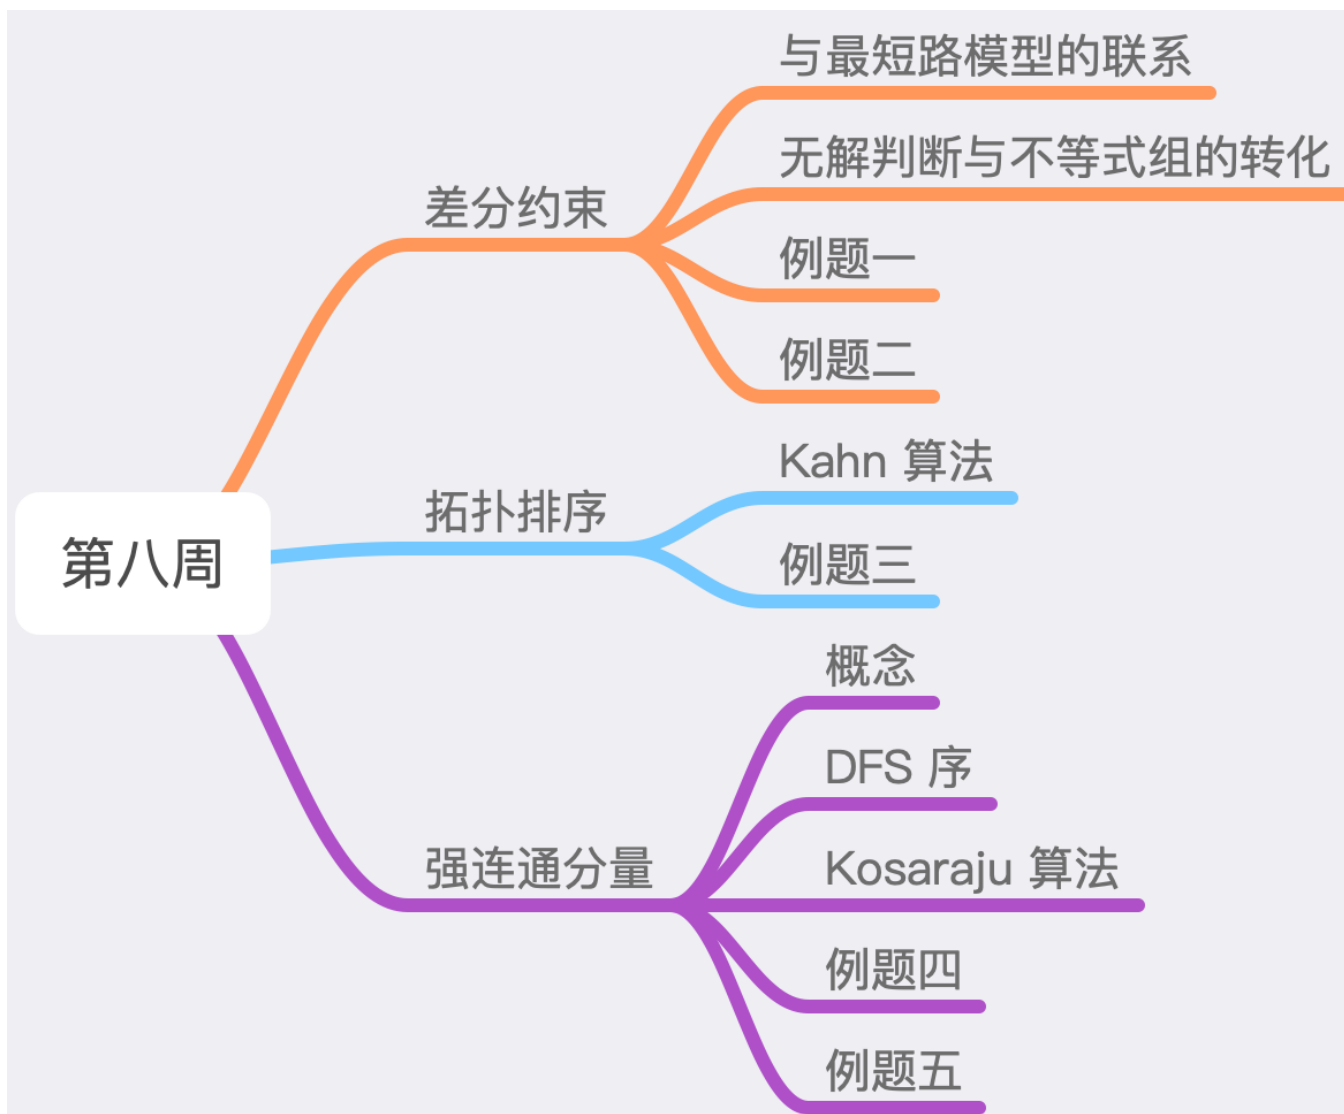 第八周
差分约束
与最短路模型的联系
无解判断与不等式组的转化
例题一
例题二
拓扑排序
Kahn 算法
例题三
强连通分量
概念
DFS 序
Kosaraju 算法
例题四
例题五